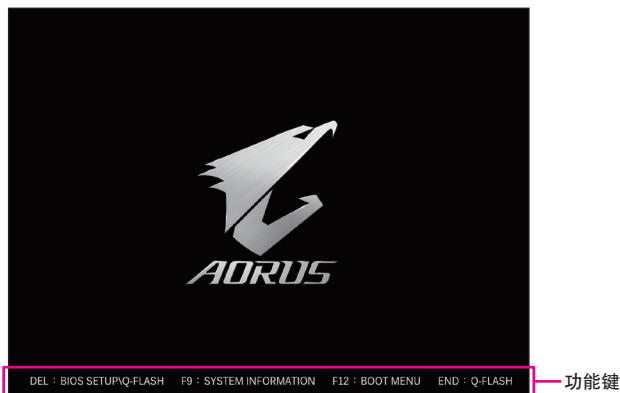 AORUS
DEL：BIOS SETUP\Q-FLASH F9：SYSTEM INFORMATION F12：BOOT MENU END：Q-FLASH
功能键